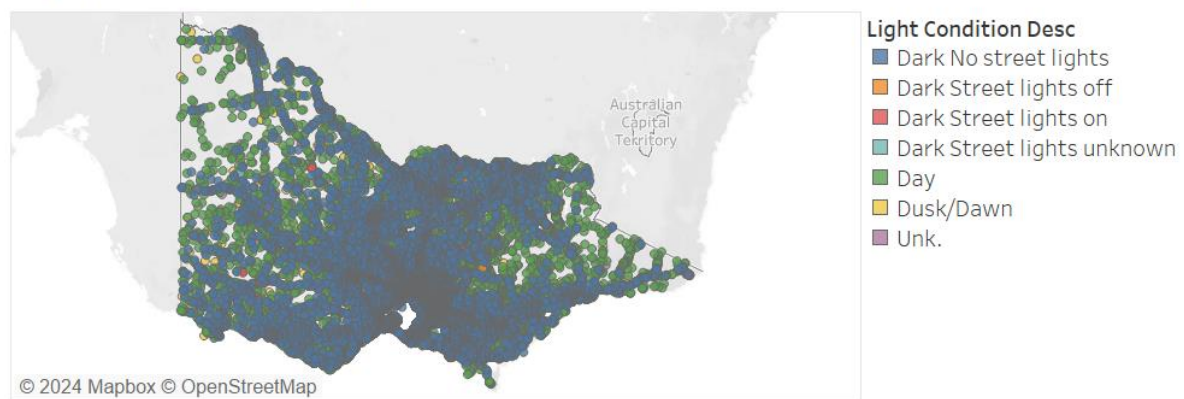 Light Condition Desc
Dark No street lights
Dark Street lights off
Dark Street lights on
Dark Street lights unknown
Day
Dusk/Dawn
Unk.
Australian
Capital
Territory
© 2024 Mapbox © OpenStreetMap